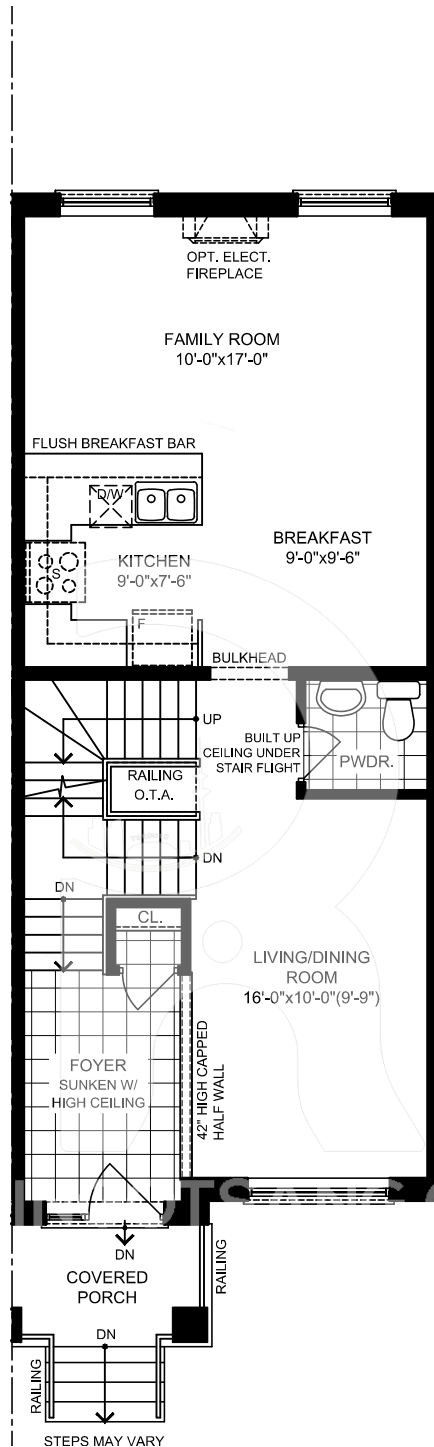 OPT. ELECT.
FIREPLACE
FAMILY ROOM
10'-0"x17'-0"
FLUSH BREAKFAST BAR
D/W
BREAKFAST
9'-0"x9'-6"
KITCHEN
9'-0"x7'-6"
S
F
BULKHEAD
UP
BUILT UP
CEILING UNDER
STAIR FLIGHT
PWDR.
RAILING
O.T.A.
DN
DN
CL.
LIVING/DINING
ROOM
16'-0"x10'-0"(9'-9")
FOYER
SUNKEN W/
HIGH CEILING
42" HIGH CAPPED
HALF WALL
DN
COVERED
PORCH
RAILING
DN
RAILING
STEPS MAY VARY